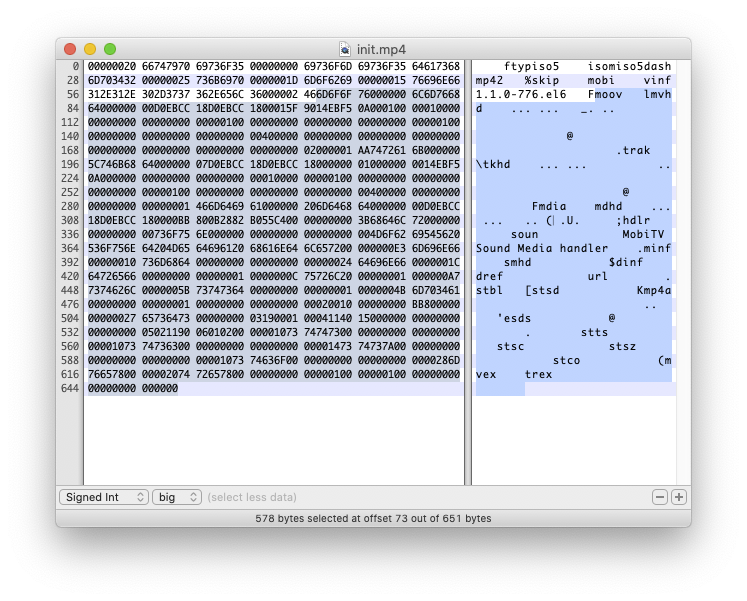 init.mp4
0 00000020 66747970 69736F35 00000000 69736F6D 69736F35 64617368 ftypiso5 isomiso5dash
28 6D703432 00000025 736B6970 0000001D 6D6F6269 00000015 76696E66 mp42 %skip mobi vinf
56 312E312E 302D3737 362E656C 36000002 466D6F6F 76000000 6C6D7668 1.1.0-776.el6 Fmoov lmvh
84 64000000 00D0EBCC 18D0EBCC 1800015F 9014EBF5 0A000100 00010000 d ... ... _. ..
112 00000000 00000000 00000100 00000000 00000000 00000000 00000100
140 00000000 00000000 00000000 00400000 00000000 00000000 00000000 @
168 00000000 00000000 00000000 00000000 02000001 AA747261 6B000000 .trak
196 5C746B68 64000000 07D0EBCC 18D0EBCC 18000000 01000000 0014EBF5 \tkhd ... ... ..
224 0A000000 00000000 00000000 00010000 00000100 00000000 00000000
252 00000000 00000100 00000000 00000000 00000000 00400000 00000000 @
280 00000000 00000001 466D6469 61000000 206D6468 64000000 00D0EBCC Fmdia mdhd ...
308 18D0EBCC 180000BB 800B2882 B055C400 00000000 3B68646C 72000000 ... .. ( .U. ;hdlr
336 00000000 00736F75 6E000000 00000000 00000000 004D6F62 69545620 soun MobiTV
364 536F756E 64204D65 64696120 68616E64 6C657200 000000E3 6D696E66 Sound Media handler .minf
392 00000010 736D6864 00000000 00000000 00000024 64696E66 0000001C smhd $dinf
420 64726566 00000000 00000001 0000000C 75726C20 00000001 000000A7 dref url .
448 7374626C 0000005B 73747364 00000000 00000001 0000004B 6D703461 stbl [stsd Kmp4a
476 00000000 00000001 00000000 00000000 00020010 00000000 BB800000 ..
504 00000027 65736473 00000000 03190001 00041140 15000000 00000000 'esds @
532 00000000 05021190 06010200 00001073 74747300 00000000 00000000 . stts
560 00001073 74736300 00000000 00000000 00001473 74737A00 00000000 stsc stsz
588 00000000 00000000 00001073 74636F00 00000000 00000000 0000286D stco (m
616 76657800 00002074 72657800 00000000 00000100 00000100 00000000 vex trex
644 00000000 000000
Signed Int big (select less data)
578 bytes selected at offset 73 out of 651 bytes